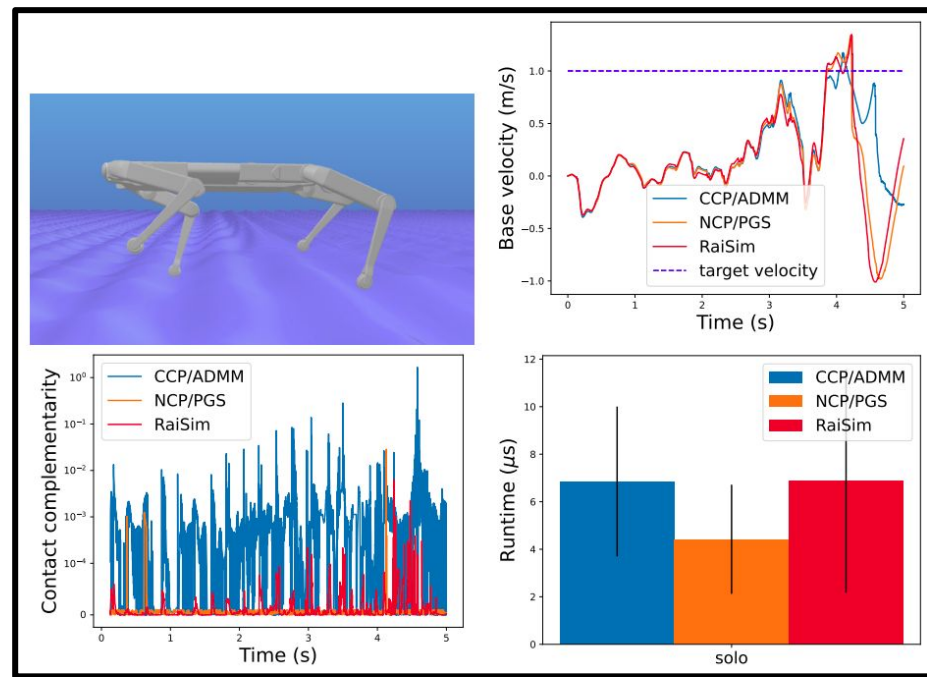 Base velocity (m/s)
1.0
0.5
0.0
−0.5
−1.0
CCP/ADMM
NCP/PGS
RaiSim
target velocity
0 1 2 3 4 5
Time (s)
Contact complementarity
10⁰
10⁻¹
10⁻²
10⁻³
10⁻⁴
0
CCP/ADMM
NCP/PGS
RaiSim
0 1 2 3 4 5
Time (s)
Runtime (μs)
12
10
8
6
4
2
0
CCP/ADMM
NCP/PGS
RaiSim
solo